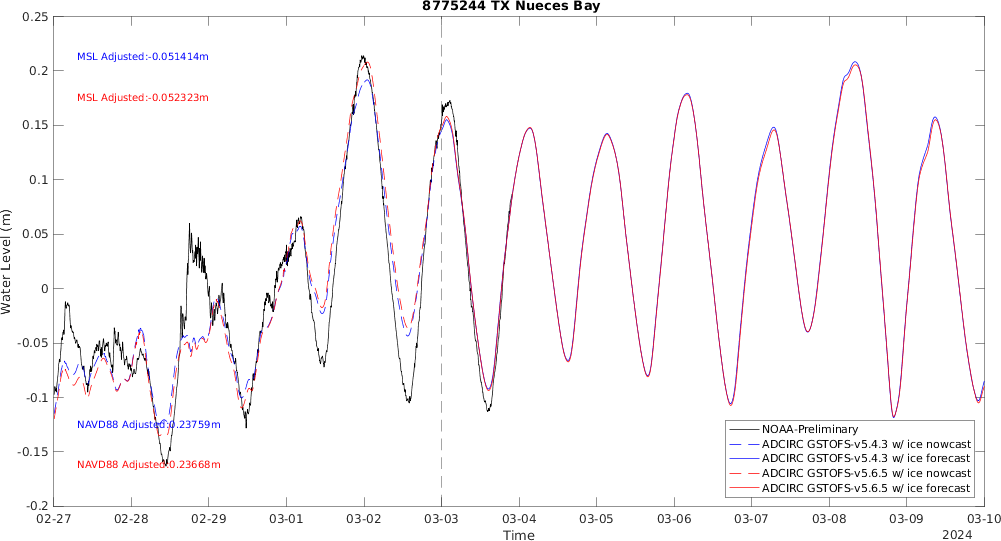 8775244 TX Nueces Bay
0.25
0.2
0.15
0.1
0.05
0
-0.05
-0.1
-0.15
-0.2
Water Level (m)
MSL Adjusted:-0.051414m
MSL Adjusted:-0.052323m
NAVD88 Adjusted:0.23759m
NAVD88 Adjusted:0.23668m
NOAA-Preliminary
ADCIRC GSTOFS-v5.4.3 w/ ice nowcast
ADCIRC GSTOFS-v5.4.3 w/ ice forecast
ADCIRC GSTOFS-v5.6.5 w/ ice nowcast
ADCIRC GSTOFS-v5.6.5 w/ ice forecast
02-27 02-28 02-29 03-01 03-02 03-03 03-04 03-05 03-06 03-07 03-08 03-09 03-10
Time
2024